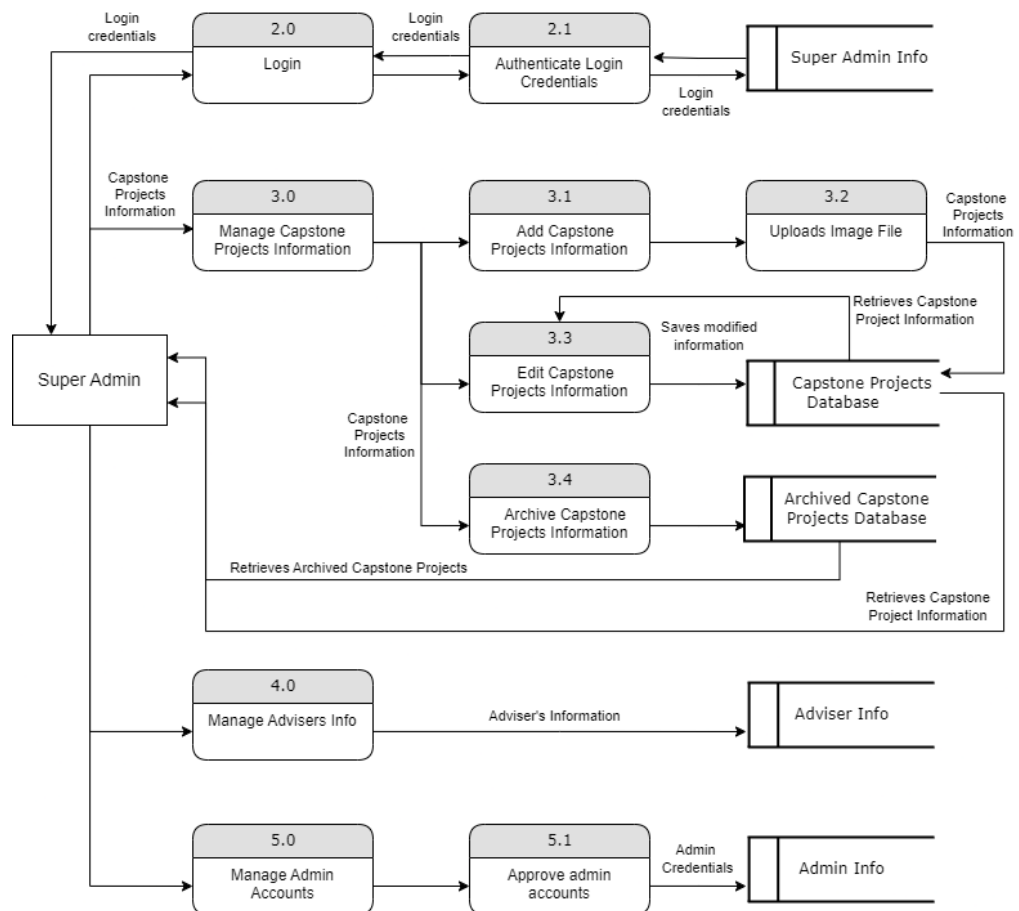 Login
credentials
2.0
Login
Login
credentials
2.1
Authenticate Login
Credentials
Super Admin Info
Login
credentials
Capstone
Projects
Information
3.0
Manage Capstone
Projects Information
3.1
Add Capstone
Projects Information
3.2
Uploads Image File
Capstone
Projects
Information
Retrieves Capstone
Project Information
Saves modified
information
3.3
Edit Capstone
Projects Information
Super Admin
Capstone Projects
Database
Capstone
Projects
Information
3.4
Archive Capstone
Projects Information
Archived Capstone
Projects Database
Retrieves Archived Capstone Projects
Retrieves Capstone
Project Information
4.0
Manage Advisers Info
Adviser's Information
Adviser Info
5.0
Manage Admin
Accounts
5.1
Approve admin
accounts
Admin
Credentials
Admin Info